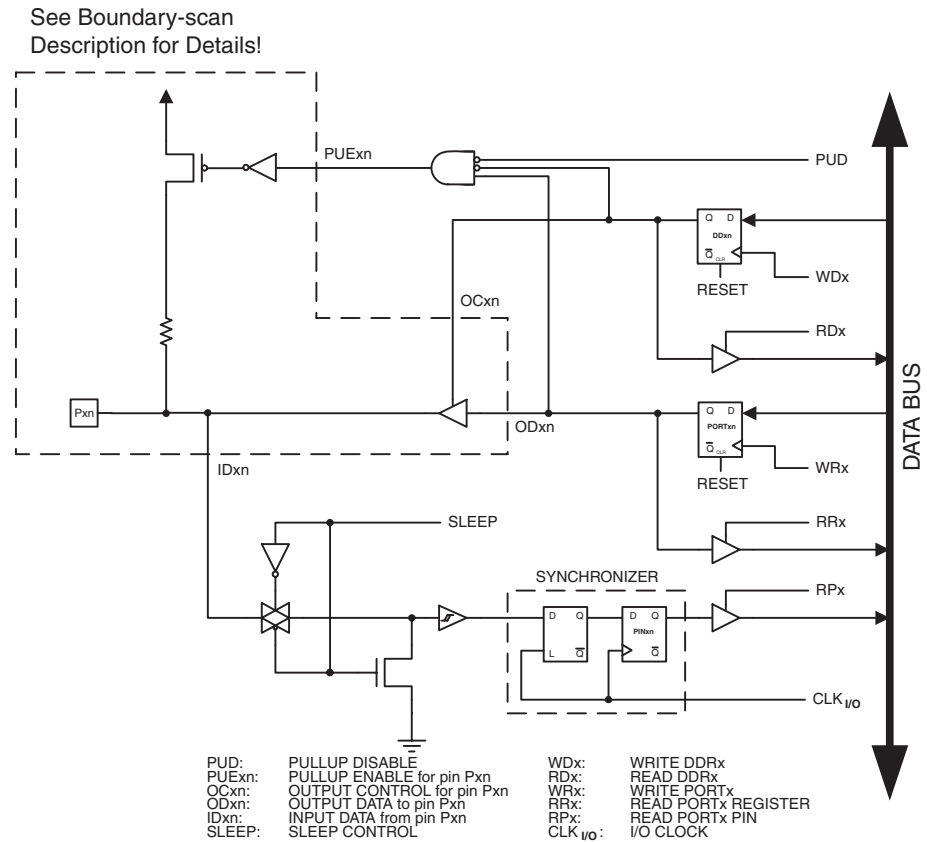 See Boundary-scan
Description for Details!
PUExn
PUD
Q D
DDxn
Q CLR
WDx
RESET
OCxn
RDx
Pxn
ODxn
Q D
PORTxn
Q CLR
WRx
RESET
IDxn
DATA BUS
SLEEP
RRx
SYNCHRONIZER
RPx
D Q
L Q
D Q
PINxn
Q
CLK I/O
PUD: PULLUP DISABLE
PUExn: PULLUP ENABLE for pin Pxn
OCxn: OUTPUT CONTROL for pin Pxn
ODxn: OUTPUT DATA to pin Pxn
IDxn: INPUT DATA from pin Pxn
SLEEP: SLEEP CONTROL
WDx: WRITE DDRx
RDx: READ DDRx
WRx: WRITE PORTx
RRx: READ PORTx REGISTER
RPx: READ PORTx PIN
CLK I/O: I/O CLOCK